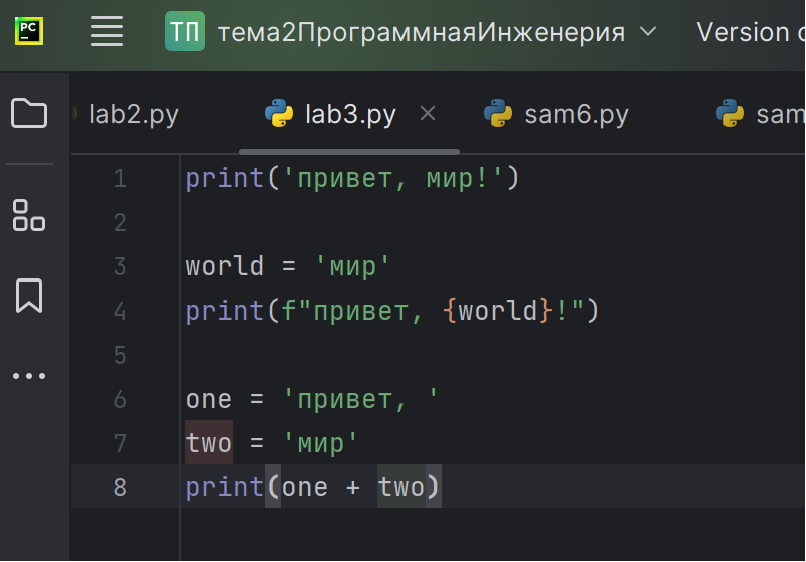 PC
ТП тема2ПрограммнаяИнженерия Version c
lab2.py lab3.py sam6.py sam
1 print('привет, мир!')
2
3 world = 'мир'
4 print(f"привет, {world}!")
5
6 one = 'привет, '
7 two = 'мир'
8 print(one + two)